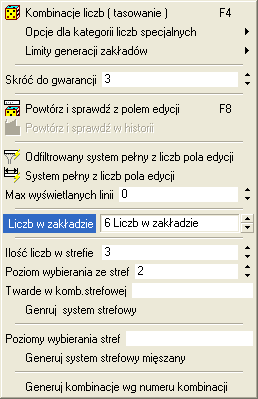 Kombinacje liczb ( tasowanie ) F4
Opcje dla kategorii liczb specjalnych
Limity generacji zakładów
Skróć do gwarancji 3
Powtórz i sprawdź z polem edycji F8
Powtórz i sprawdź w historii
Odfiltrowany system pełny z liczb pola edycji
System pełny z liczb pola edycji
Max wyświetlanych linii 0
Liczb w zakładzie 6 Liczb w zakładzie
Ilość liczb w strefie 3
Poziom wybierania ze stref 2
Twarde w komb.strefowej
Genruj system strefowy
Poziomy wybierania stref
Generuj system strefowy mięszany
Generuj kombinacje wg numeru kombinacji